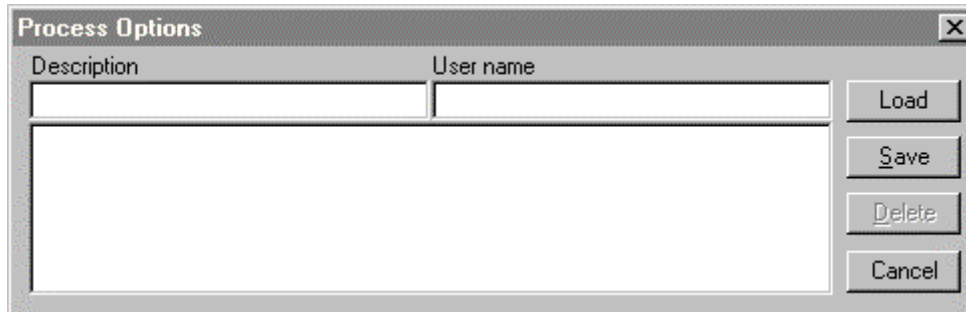 Process Options
Description User name
Load
Save
Delete
Cancel